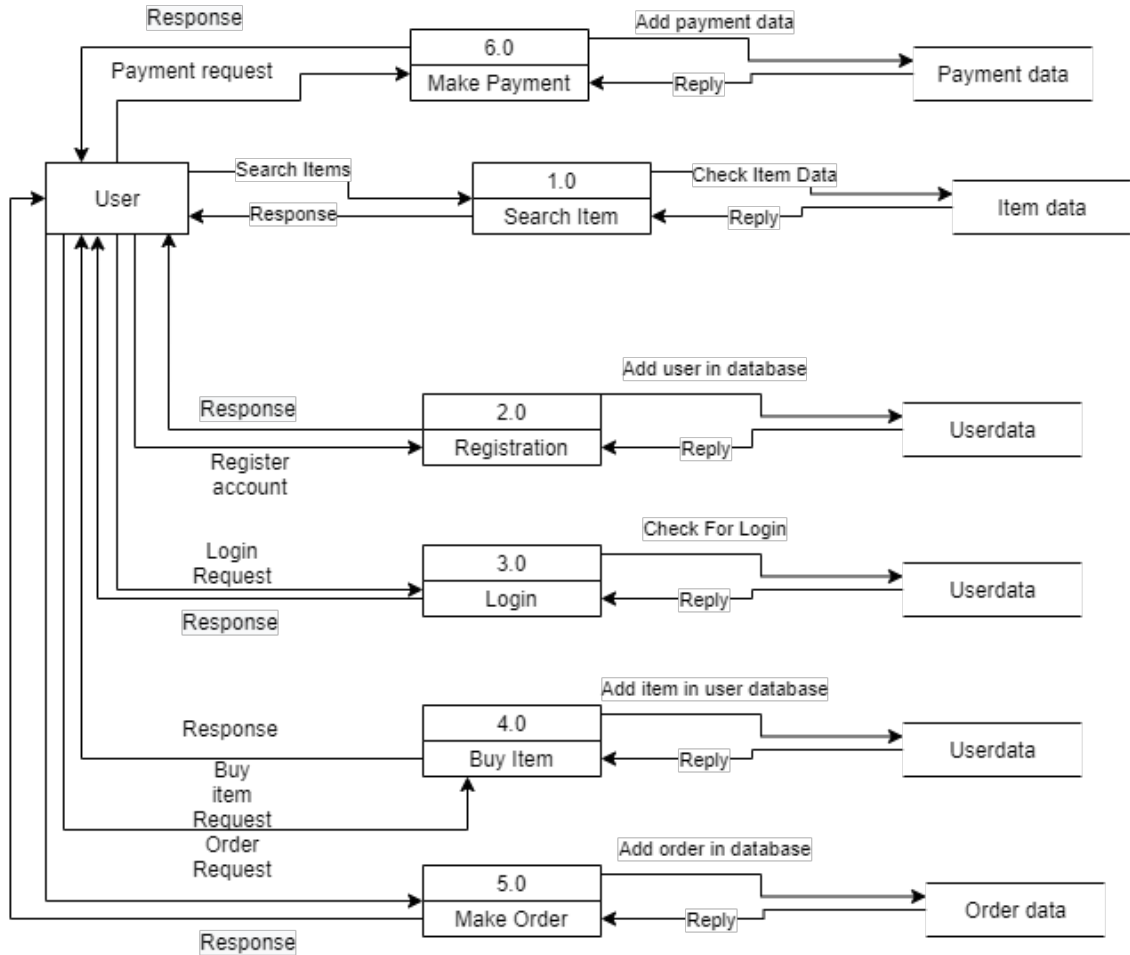 Response
Add payment data
6.0
Payment request
Make Payment
Reply
Payment data
Search Items
1.0
Check Item Data
User
Response
Search Item
Reply
Item data
Add user in database
Response
2.0
Userdata
Registration
Reply
Register
account
Check For Login
Login
Request
3.0
Userdata
Login
Reply
Response
Add item in user database
Response
4.0
Userdata
Buy Item
Reply
Buy
item
Request
Order
Request
Add order in database
5.0
Order data
Make Order
Reply
Response